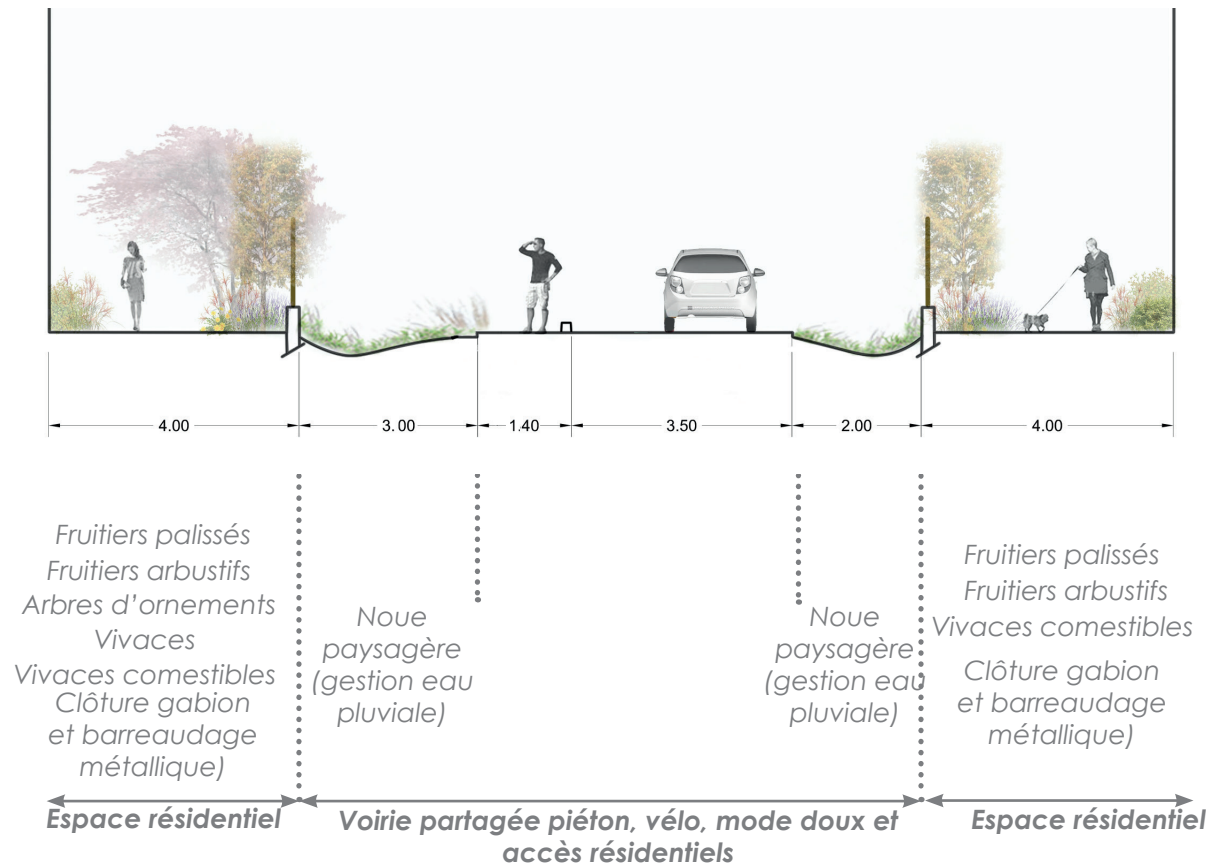 4.00
3.00
1.40
3.50
2.00
4.00
Fruitiers palissés
Fruitiers arbustifs
Arbres d'ornements
Vivaces
Vivaces comestibles
Clôture gabion
et barreaudage
métallique)
Noue
paysagère
(gestion eau
pluviale)
Noue
paysagère
(gestion eau
pluviale)
Fruitiers palissés
Fruitiers arbustifs
Vivaces comestibles
Clôture gabion
et barreaudage
métallique)
Espace résidentiel
Voirie partagée piéton, vélo, mode doux et
accès résidentiels
Espace résidentiel